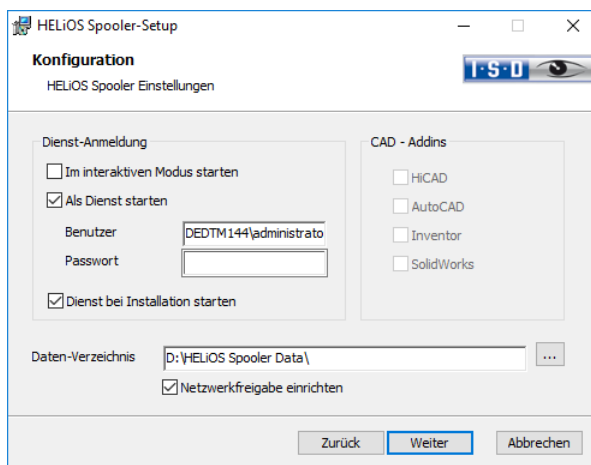 HELiOS Spooler-Setup
Konfiguration
HELiOS Spooler Einstellungen
I·S·D
Dienst-Anmeldung
Im interaktiven Modus starten
Als Dienst starten
Benutzer
DEDTM144\administrato
Passwort
Dienst bei Installation starten
CAD - Addins
HiCAD
AutoCAD
Inventor
SolidWorks
Daten-Verzeichnis
D:\HELiOS Spooler Data\
...
Netzwerkfreigabe einrichten
Zurück
Weiter
Abbrechen